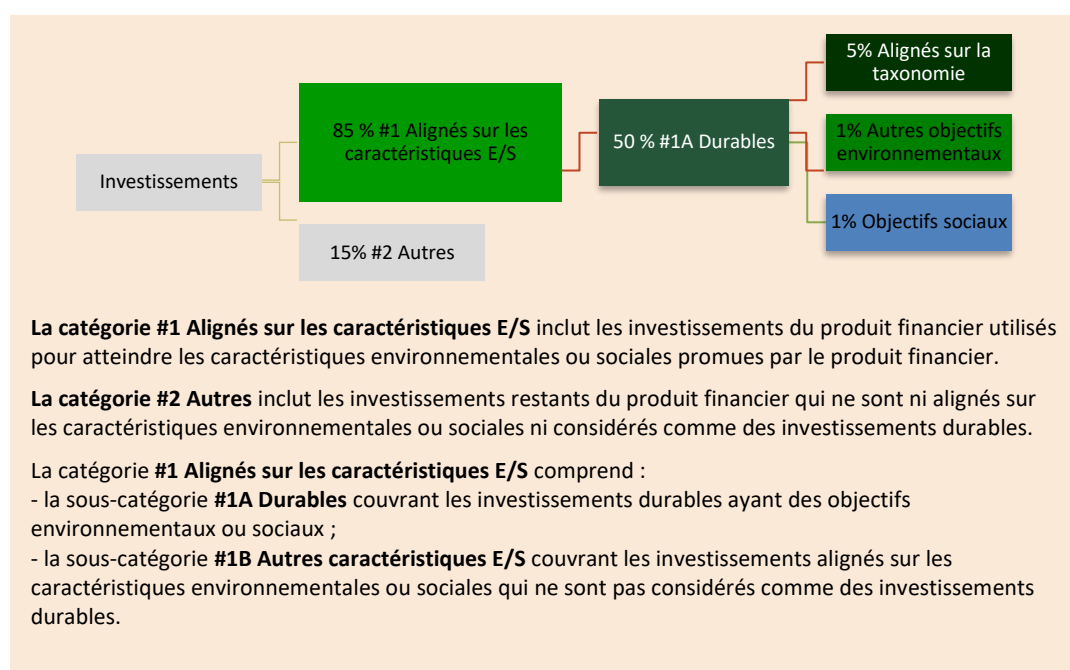 5% Alignés sur la
taxonomie
85 % #1 Alignés sur les
caractéristiques E/S
50 % #1A Durables
1% Autres objectifs
environnementaux
Investissements
1% Objectifs sociaux
15% #2 Autres
La catégorie #1 Alignés sur les caractéristiques E/S inclut les investissements du produit financier utilisés
pour atteindre les caractéristiques environnementales ou sociales promues par le produit financier.
La catégorie #2 Autres inclut les investissements restants du produit financier qui ne sont ni alignés sur
les caractéristiques environnementales ou sociales ni considérés comme des investissements durables.
La catégorie #1 Alignés sur les caractéristiques E/S comprend :
- la sous-catégorie #1A Durables couvrant les investissements durables ayant des objectifs
environnementaux ou sociaux ;
- la sous-catégorie #1B Autres caractéristiques E/S couvrant les investissements alignés sur les
caractéristiques environnementales ou sociales qui ne sont pas considérés comme des investissements
durables.